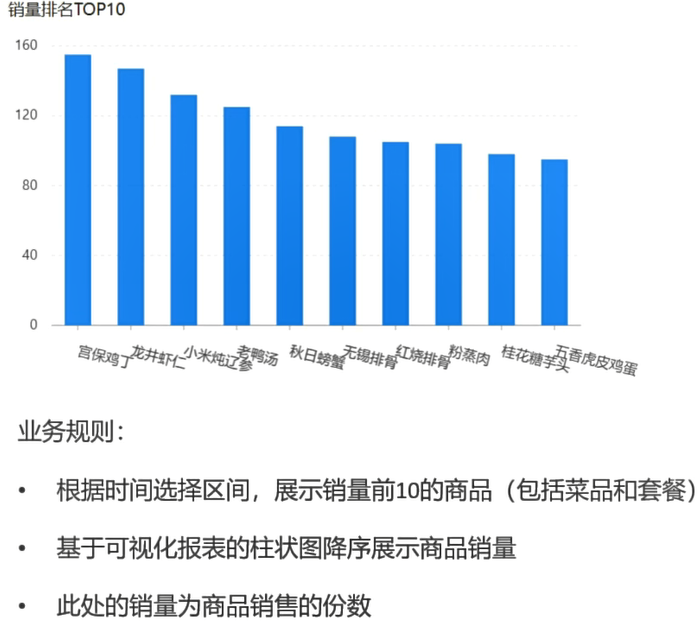 销量排名TOP10
160
120
80
40
0
宫保鸡丁
龙井虾仁
小米炖辽参
老鸭汤
秋日螃蟹
无锡排骨
红烧排骨
粉蒸肉
桂花糖芋头
五香虎皮鸡蛋
业务规则：
• 根据时间选择区间，展示销量前10的商品（包括菜品和套餐）
• 基于可视化报表的柱状图降序展示商品销量
• 此处的销量为商品销售的份数